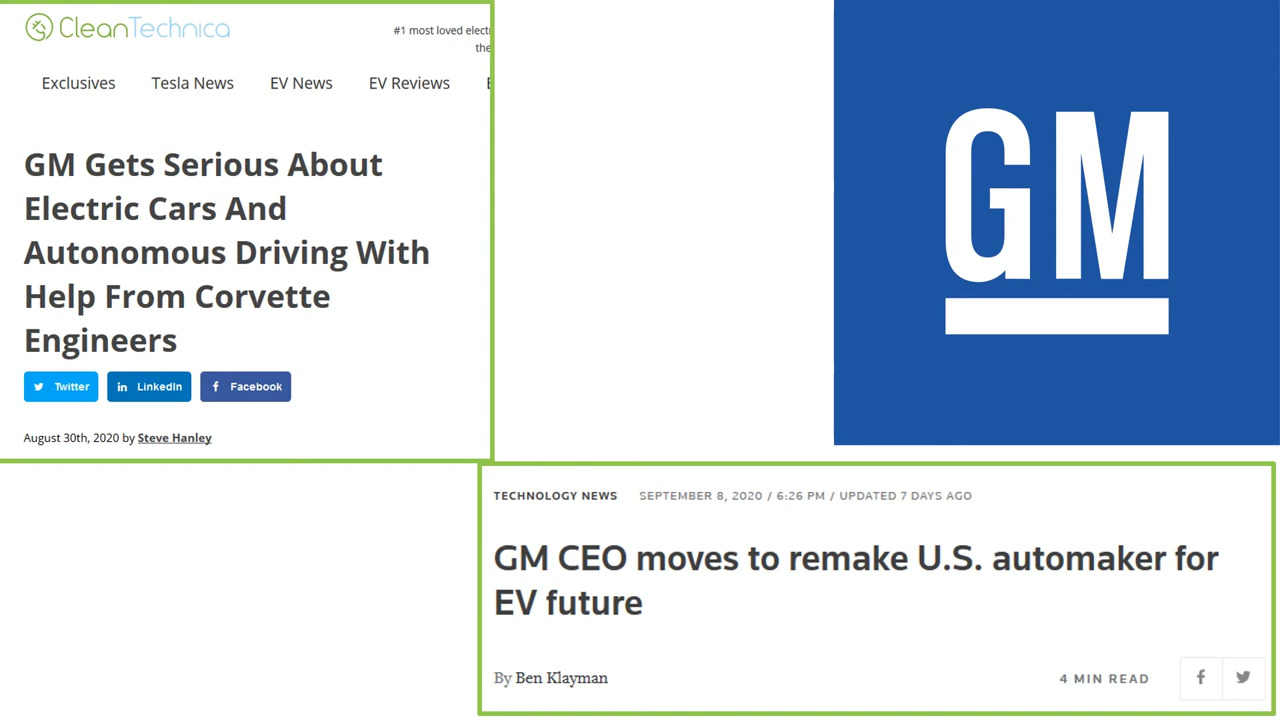 CleanTechnica
#1 most loved electr
the
Exclusives Tesla News EV News EV Reviews
GM Gets Serious About
Electric Cars And
Autonomous Driving With
Help From Corvette
Engineers
Twitter LinkedIn Facebook
August 30th, 2020 by Steve Hanley
GM
TECHNOLOGY NEWS SEPTEMBER 8, 2020 / 6:26 PM / UPDATED 7 DAYS AGO
GM CEO moves to remake U.S. automaker for
EV future
By Ben Klayman 4 MIN READ